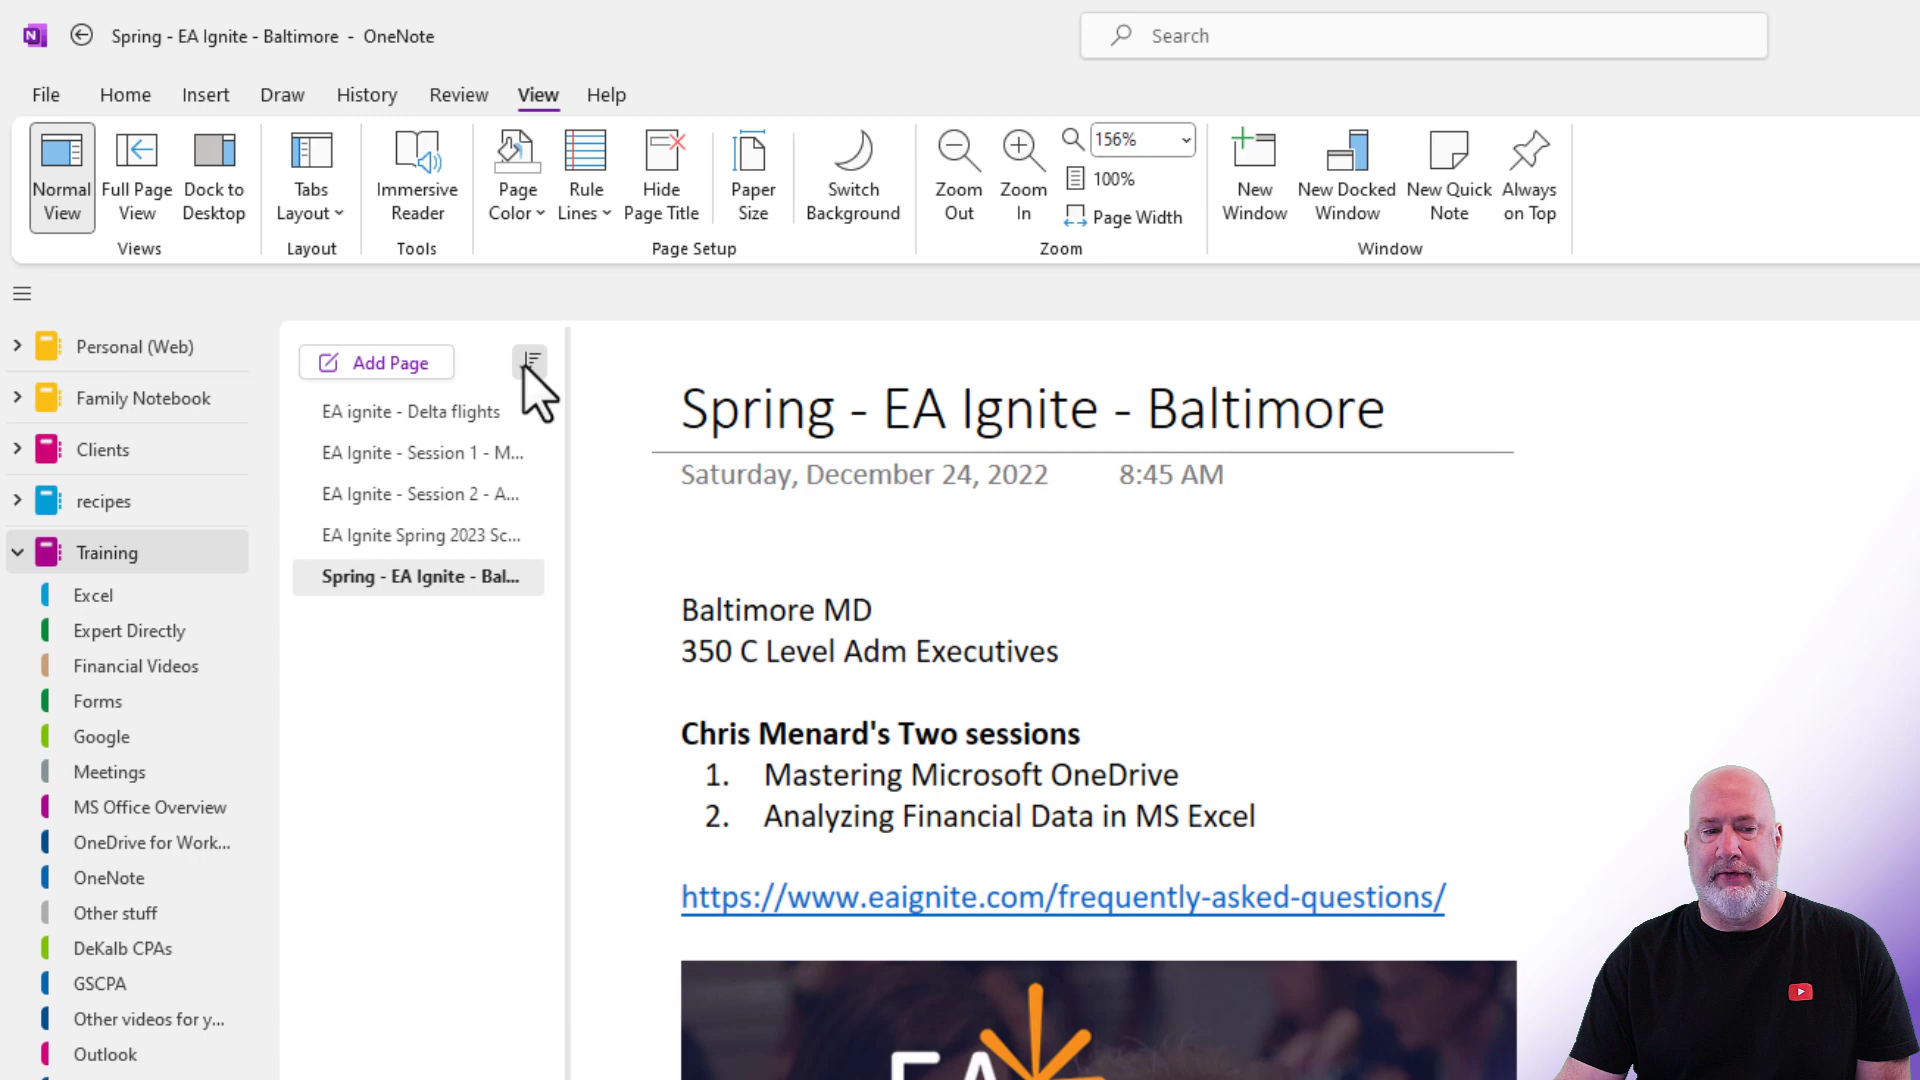 Spring - EA Ignite - Baltimore - OneNote
Search
File Home Insert Draw History Review View Help
Normal View
Full Page View
Dock to Desktop
Views
Tabs Layout
Layout
Immersive Reader
Tools
Page Color
Rule Lines
Hide Page Title
Paper Size
Switch Background
Page Setup
Zoom Out
Zoom In
156%
100%
Page Width
Zoom
New Window
New Docked Window
New Quick Note
Always on Top
Window
Personal (Web)
Family Notebook
Clients
recipes
Training
Excel
Expert Directly
Financial Videos
Forms
Google
Meetings
MS Office Overview
OneDrive for Work...
OneNote
Other stuff
DeKalb CPAs
GSCPA
Other videos for y...
Outlook
Add Page
EA ignite - Delta flights
EA Ignite - Session 1 - M...
EA Ignite - Session 2 - A...
EA Ignite Spring 2023 Sc...
Spring - EA Ignite - Bal...
Spring - EA Ignite - Baltimore
Saturday, December 24, 2022 8:45 AM
Baltimore MD
350 C Level Adm Executives
Chris Menard's Two sessions
1. Mastering Microsoft OneDrive
2. Analyzing Financial Data in MS Excel
https://www.eaignite.com/frequently-asked-questions/
EA